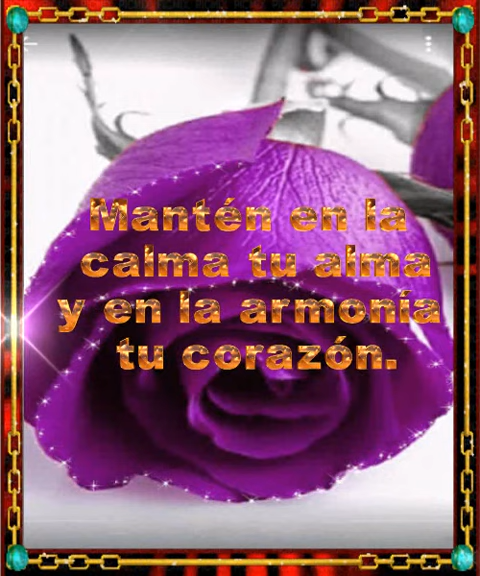 Mantén en la
calma tu alma
y en la armonía
tu corazón.